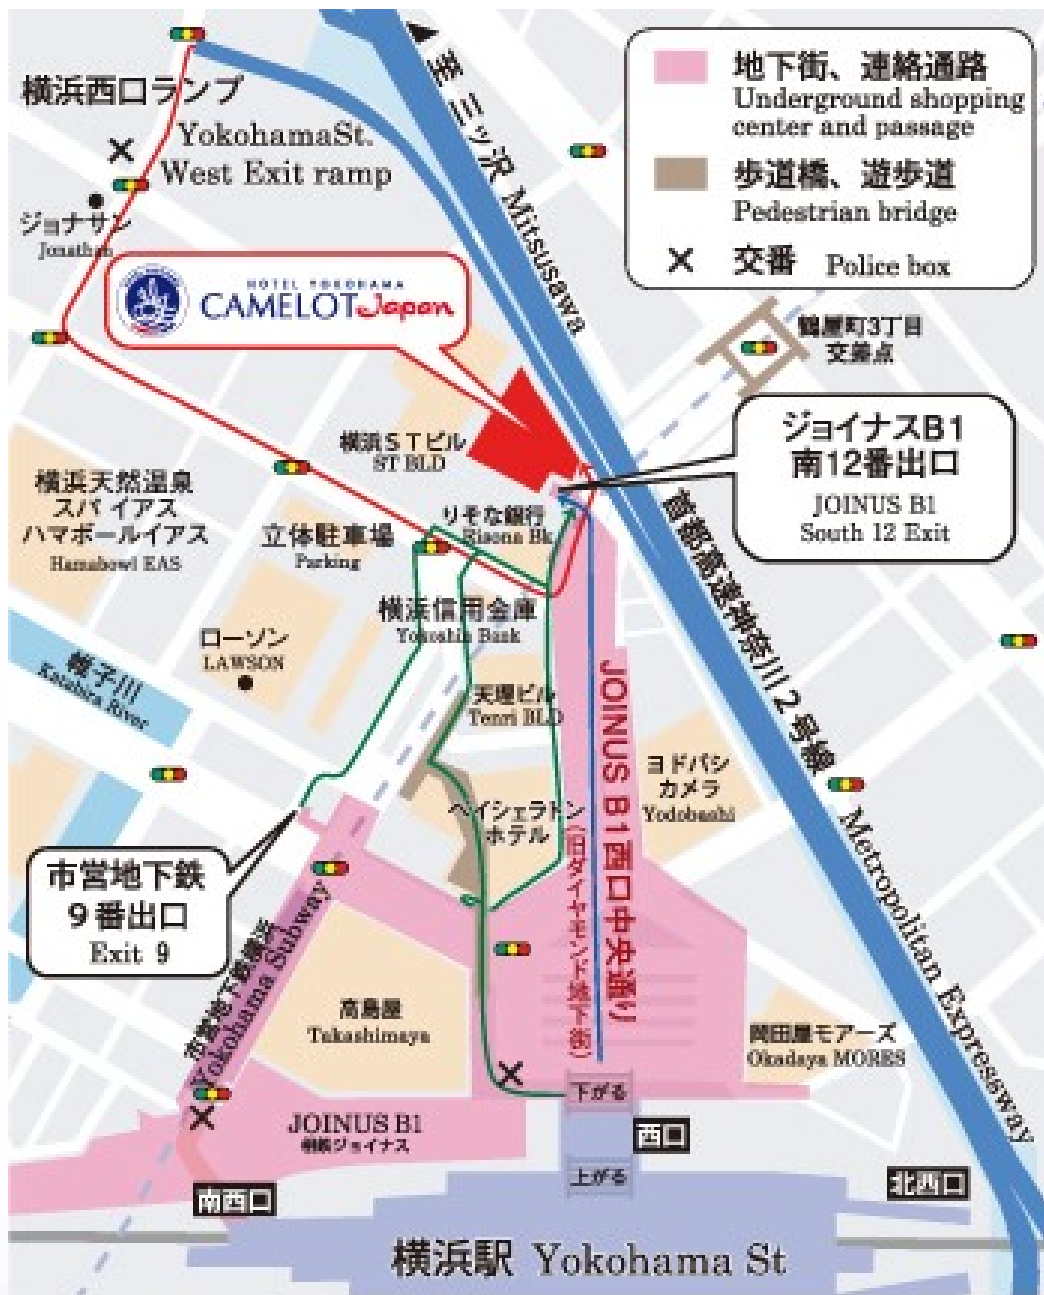 地下街、連絡通路
Underground shopping
center and passage
歩道橋、遊歩道
Pedestrian bridge
交番 Police box
横浜西口ランプ
YokohamaSt.
West Exit ramp
至 三ッ沢 Mitsusawa
ジョナサン
Jonathan
HOTEL YOKOHAMA
CAMELOT Japan
鶴屋町3丁目
交差点
ジョイナスB1
南12番出口
JOINUS B1
South 12 Exit
横浜STビル
ST BLD
横浜天然温泉
スパ イアス
ハマボールイアス
Hamabowl EAS
立体駐車場
Parking
りそな銀行
Risona Bk
横浜信用金庫
Yokoshin Bank
ローソン
LAWSON
帷子川
Katabira River
天理ビル
Tenri BLD
首都高速神奈川2号線
Metropolitan Expressway
ヨドバシ
カメラ
Yodobashi
ベイシェラトン
ホテル
JOINUS B1西口中央通り
(旧ダイヤモンド地下街)
市営地下鉄
9番出口
Exit 9
市営地下鉄横浜
Yokohama Subway
高島屋
Takashimaya
岡田屋モアーズ
Okadaya MORES
下がる
JOINUS B1
相鉄ジョイナス
西口
上がる
南西口
北西口
横浜駅 Yokohama St